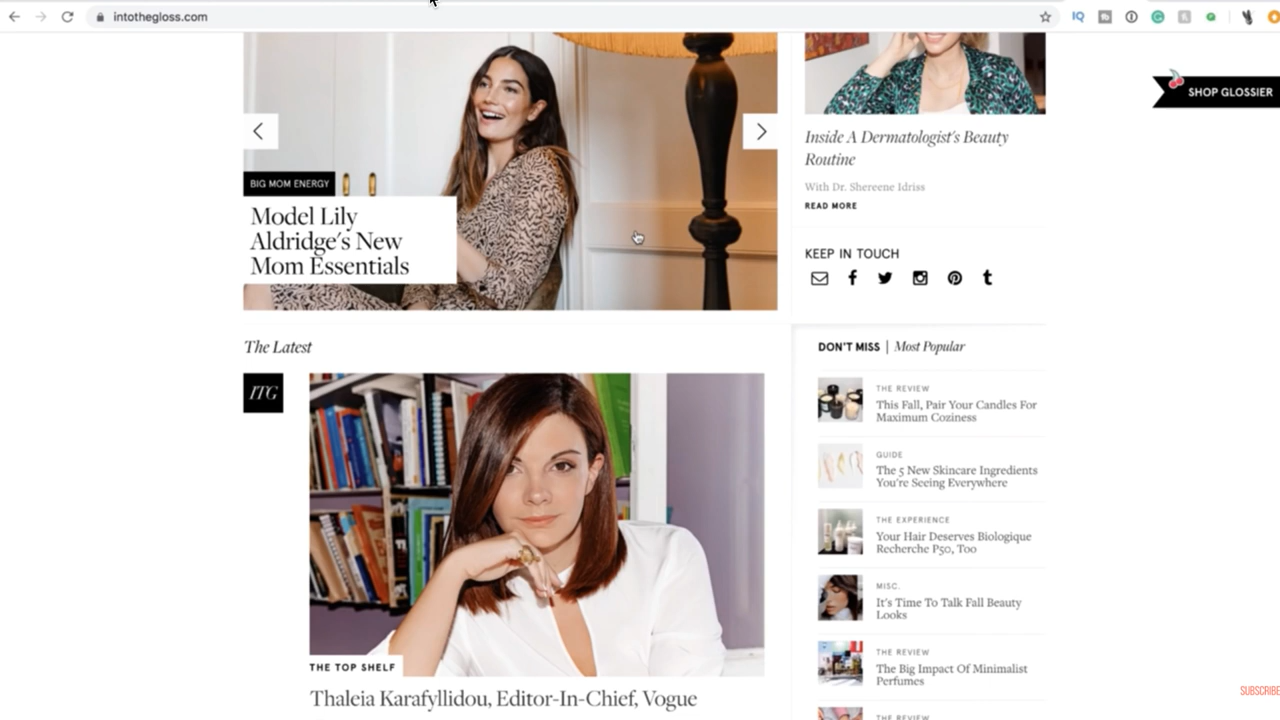 intothegloss.com
SHOP GLOSSIER
BIG MOM ENERGY
Model Lily
Aldridge's New
Mom Essentials
Inside A Dermatologist's Beauty
Routine
With Dr. Shereene Idriss
READ MORE
KEEP IN TOUCH
The Latest
ITG
THE TOP SHELF
Thaleia Karafyllidou, Editor-In-Chief, Vogue
DON'T MISS | Most Popular
THE REVIEW
This Fall, Pair Your Candles For
Maximum Coziness
GUIDE
The 5 New Skincare Ingredients
You're Seeing Everywhere
THE EXPERIENCE
Your Hair Deserves Biologique
Recherche P50, Too
MISC.
It's Time To Talk Fall Beauty
Looks
THE REVIEW
The Big Impact Of Minimalist
Perfumes
THE REVIEW
SUBSCRIBE